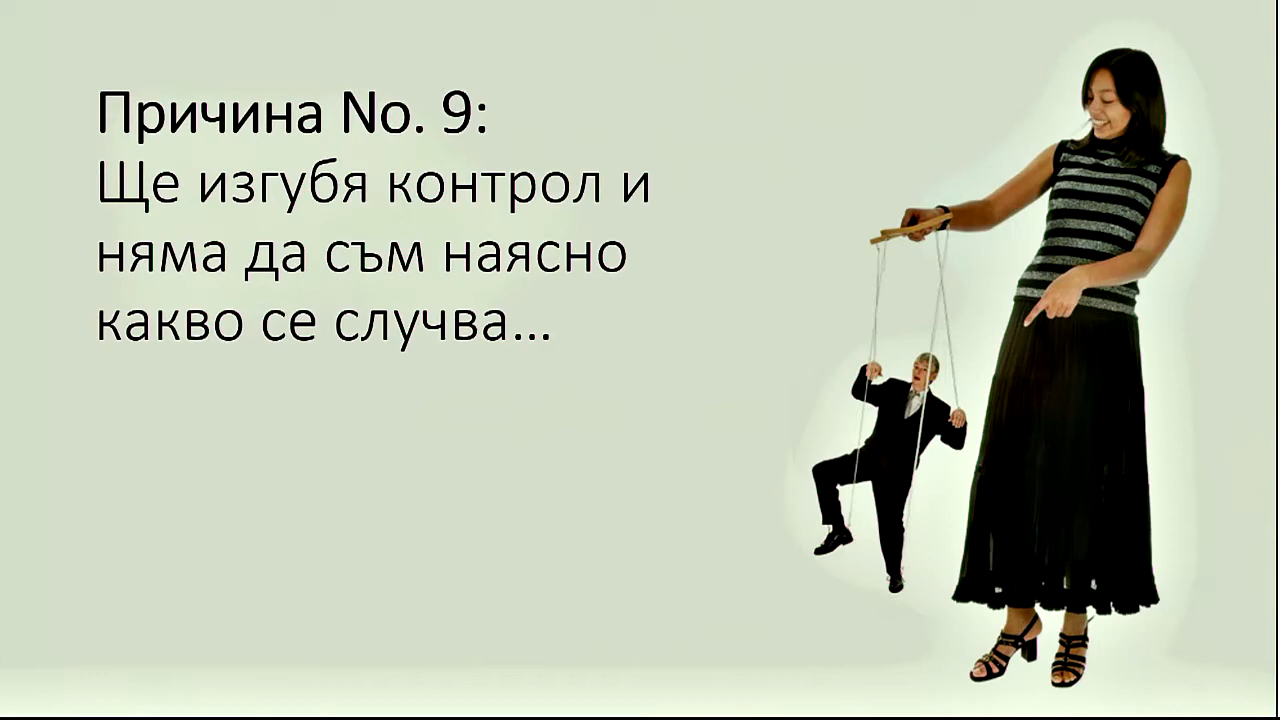 Причина No. 9:
Ще изгубя контрол и
няма да съм наясно
какво се случва...